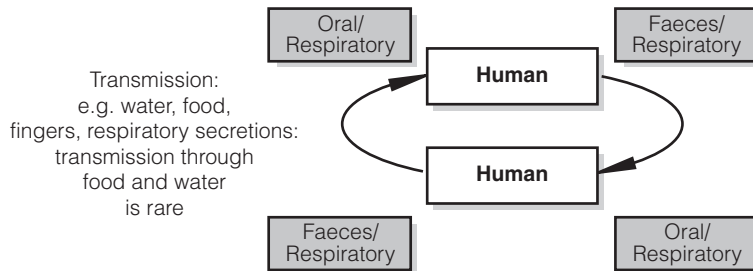 Oral/
Respiratory
Faeces/
Respiratory
Human
Transmission:
e.g. water, food,
fingers, respiratory secretions:
transmission through
food and water
is rare
Human
Faeces/
Respiratory
Oral/
Respiratory